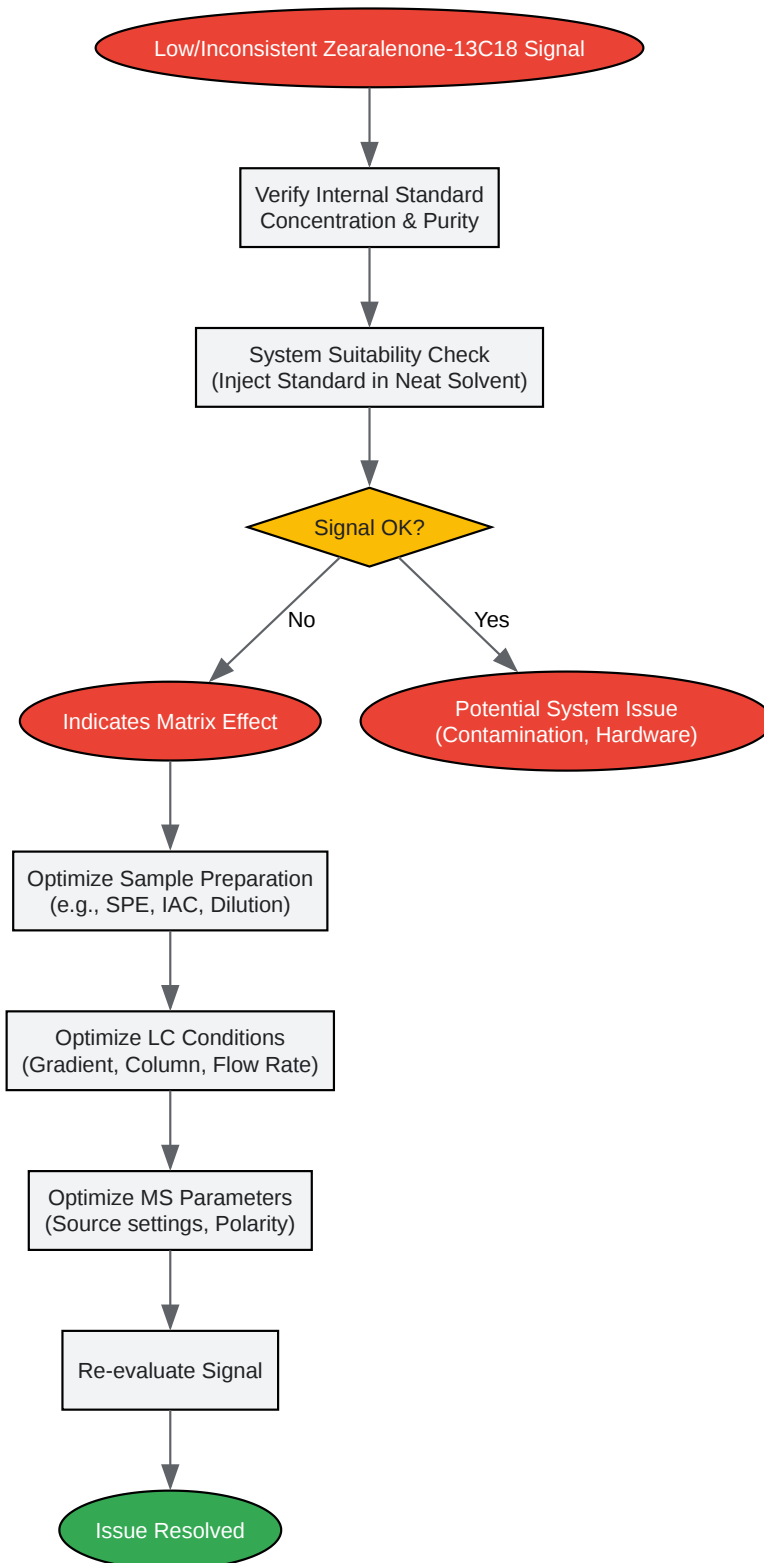 Low/Inconsistent Zearalenone-13C18 Signal
Verify Internal Standard
Concentration & Purity
System Suitability Check
(Inject Standard in Neat Solvent)
Signal OK?
No
Yes
Indicates Matrix Effect
Potential System Issue
(Contamination, Hardware)
Optimize Sample Preparation
(e.g., SPE, IAC, Dilution)
Optimize LC Conditions
(Gradient, Column, Flow Rate)
Optimize MS Parameters
(Source settings, Polarity)
Re-evaluate Signal
Issue Resolved